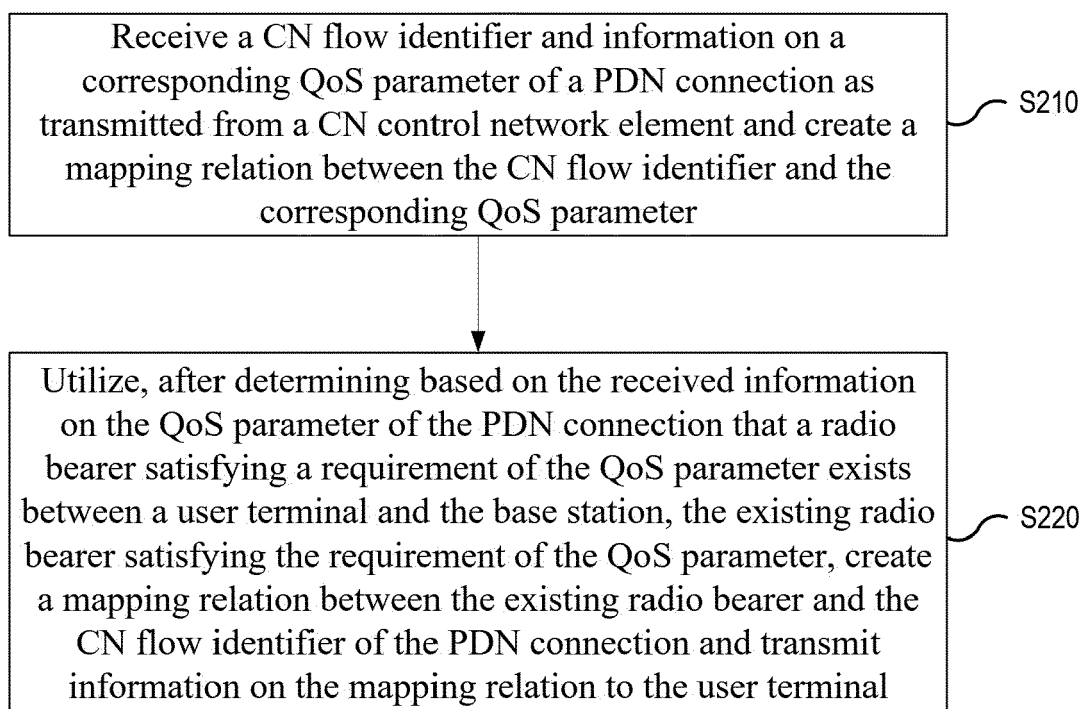 Receive a CN flow identifier and information on a
corresponding QoS parameter of a PDN connection as
transmitted from a CN control network element and create a
mapping relation between the CN flow identifier and the
corresponding QoS parameter
S210
Utilize, after determining based on the received information
on the QoS parameter of the PDN connection that a radio
bearer satisfying a requirement of the QoS parameter exists
between a user terminal and the base station, the existing radio
bearer satisfying the requirement of the QoS parameter, create
a mapping relation between the existing radio bearer and the
CN flow identifier of the PDN connection and transmit
information on the mapping relation to the user terminal
S220